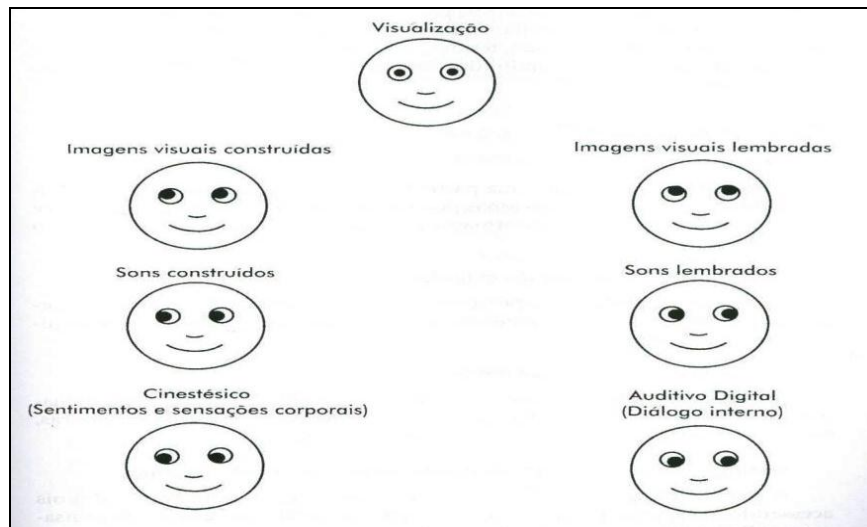 Visualização
Imagens visuais construídas
Imagens visuais lembradas
Sons construídos
Sons lembrados
Cinestésico
(Sentimentos e sensações corporais)
Auditivo Digital
(Diálogo interno)